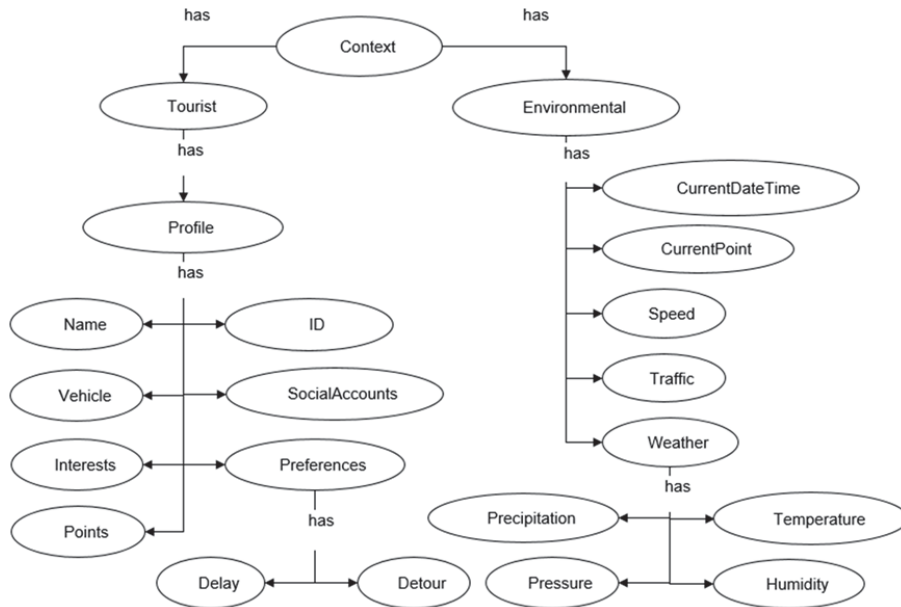 has
has
Context
Tourist
Environmental
has
has
CurrentDateTime
Profile
CurrentPoint
has
Name
ID
Speed
Vehicle
SocialAccounts
Traffic
Weather
Interests
Preferences
has
has
Points
Precipitation
Temperature
Delay
Detour
Pressure
Humidity